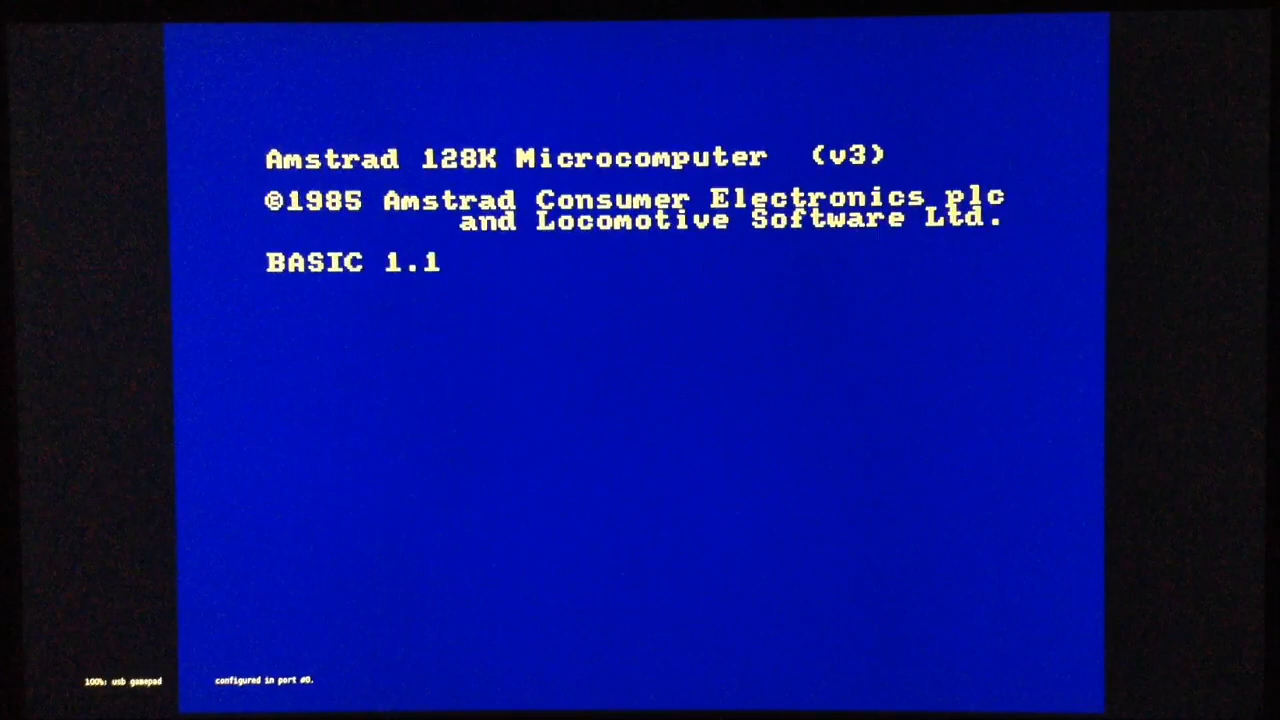 Amstrad 128K Microcomputer (v3)
©1985 Amstrad Consumer Electronics plc
and Locomotive Software Ltd.
BASIC 1.1
100%: usb gamepad configured in port #0.